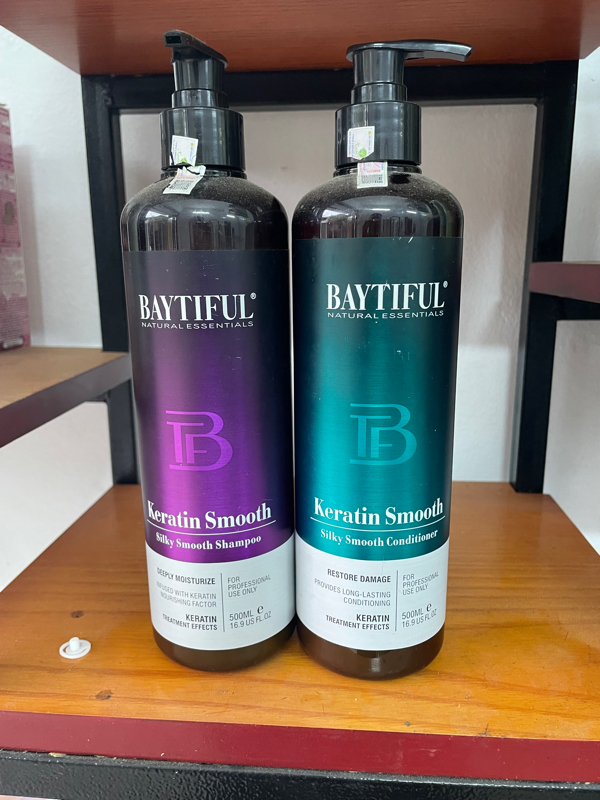 BAYTIFUL®
NATURAL ESSENTIALS
Keratin Smooth
Silky Smooth Shampoo
DEEPLY MOISTURIZE
INFUSED WITH KERATIN
NOURISHING FACTOR
KERATIN
TREATMENT EFFECTS
FOR
PROFESSIONAL
USE ONLY
500ML e
16.9 US FL.OZ
BAYTIFUL®
NATURAL ESSENTIALS
Keratin Smooth
Silky Smooth Conditioner
RESTORE DAMAGE
PROVIDES LONG-LASTING
CONDITIONING
KERATIN
TREATMENT EFFECTS
FOR
PROFESSIONAL
USE ONLY
500ML e
16.9 US FL.OZ